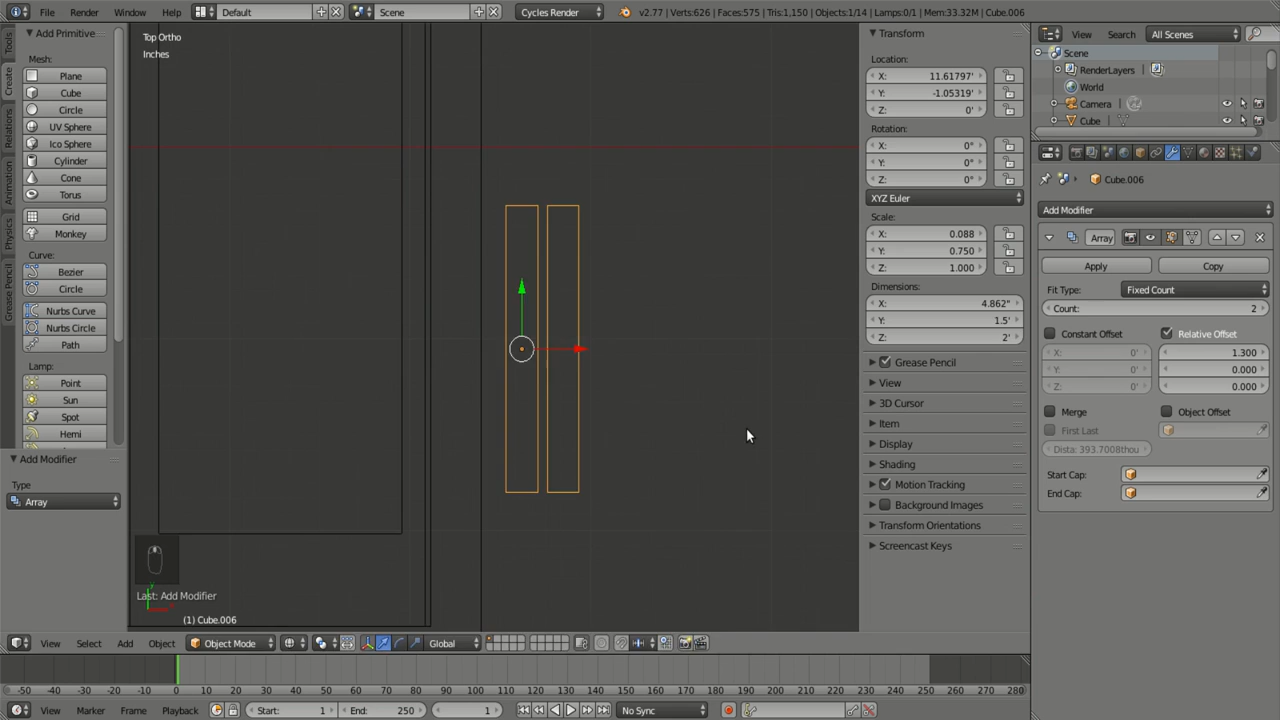 File Render Window Help Default Scene Cycles Render v2.77 | Verts:626 | Faces:575 | Tris:1,150 | Objects:1/14 | Lamps:0/1 | Mem:33.32M | Cube.006
Tools
Create
Relations
Animation
Physics
Grease Pencil
Add Primitive
Mesh:
Plane
Cube
Circle
UV Sphere
Ico Sphere
Cylinder
Cone
Torus
Grid
Monkey
Curve:
Bezier
Circle
Nurbs Curve
Nurbs Circle
Path
Lamp:
Point
Sun
Spot
Hemi
Add Modifier
Type
Array
Top Ortho
Inches
Last: Add Modifier
(1) Cube.006
Transform
Location:
X: 11.61797'
Y: -1.05319'
Z: 0'
Rotation:
X: 0°
Y: 0°
Z: 0°
XYZ Euler
Scale:
X: 0.088
Y: 0.750
Z: 1.000
Dimensions:
X: 4.862"
Y: 1.5'
Z: 2'
Grease Pencil
View
3D Cursor
Item
Display
Shading
Motion Tracking
Background Images
Transform Orientations
Screencast Keys
View Search All Scenes
Scene
RenderLayers
World
Camera
Cube
Cube.006
Add Modifier
Array
Apply Copy
Fit Type: Fixed Count
Count: 2
Constant Offset Relative Offset
X: 0' 1.300
Y: 0' 0.000
Z: 0' 0.000
Merge Object Offset
First Last
Dista: 393.7008thou
Start Cap:
End Cap:
View Select Add Object Object Mode Global
-50 -40 -30 -20 -10 0 10 20 30 40 50 60 70 80 90 100 110 120 130 140 150 160 170 180 190 200 210 220 230 240 250 260 270 280
View Marker Frame Playback Start: 1 End: 250 1 No Sync